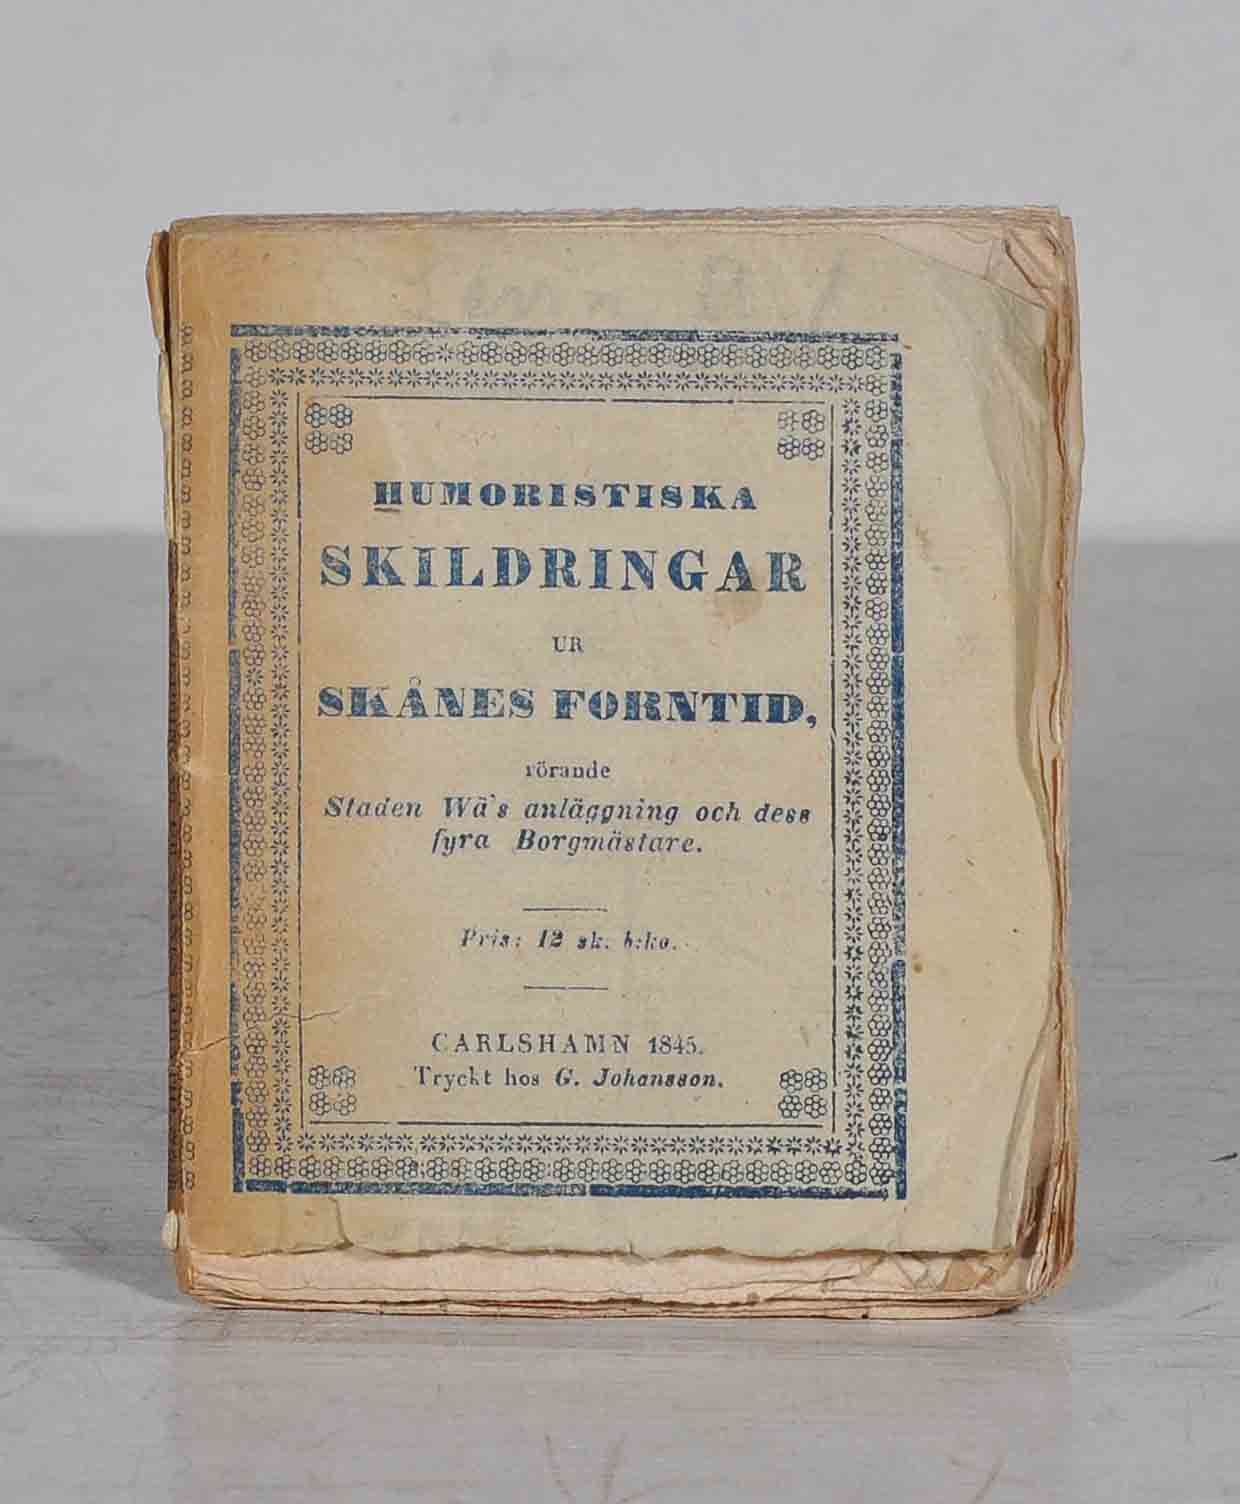 HUMORISTISKA
SKILDRINGAR
UR
SKÅNES FORNTID,
rörande
Staden Wä's anläggning och dess
fyra Borgmästare.
Pris: 12 sk. b:ko.
CARLSHAMN 1845.
Tryckt hos G. Johansson.